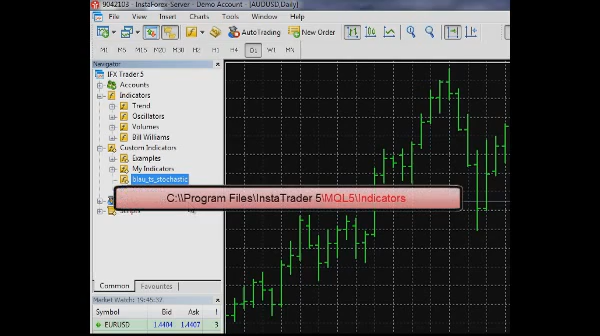 9042103 - InstaForex-Server - Demo Account - [AUDUSD,Daily]
File View Insert Charts Tools Window Help
AutoTrading New Order
M1 M5 M15 M20 M30 H1 H4 D1 W1 MN
Navigator
IFX Trader 5
Accounts
Indicators
Trend
Oscillators
Volumes
Bill Williams
Custom Indicators
Examples
My Indicators
blau_ts_stochastic
C:\\Program Files\InstaTrader 5\MQL5\Indicators
Common Favourites
Market Watch: 19:45:37
Symbol Bid Ask !
EURUSD 1.4404 1.4407 3